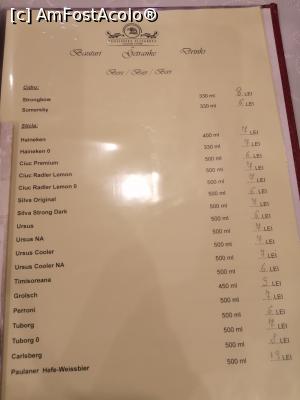 [c] AmFostAcolo®
Bauturi Getranke Drinks
Bere / Bier / Beer
Cidru:
Strongbow 330 ml 8 LEI
Somersby 330 ml 6 LEI
Sticla:
Heineken 400 ml 7 LEI
Heineken 0 330 ml 7 LEI
Ciuc Premium 500 ml 6 LEI
Ciuc Radler Lemon 500 ml 6 LEI
Ciuc Radler Lemon 0 500 ml 6 LEI
Silva Original 500 ml 7 LEI
Silva Strong Dark 500 ml 7 LEI
Ursus 500 ml 7 LEI
Ursus NA 500 ml 7 LEI
Ursus Cooler 500 ml 7 LEI
Ursus Cooler NA 500 ml 6 LEI
Timisoreana 500 ml LEI
Grolsch 450 ml 7 LEI
Perroni 500 ml 6 LEI
Tuborg 500 ml 7 LEI
Tuborg 0 500 ml 8 LEI
Carlsberg 500 ml LEI
Paulaner Hefe-Weissbier 500 ml